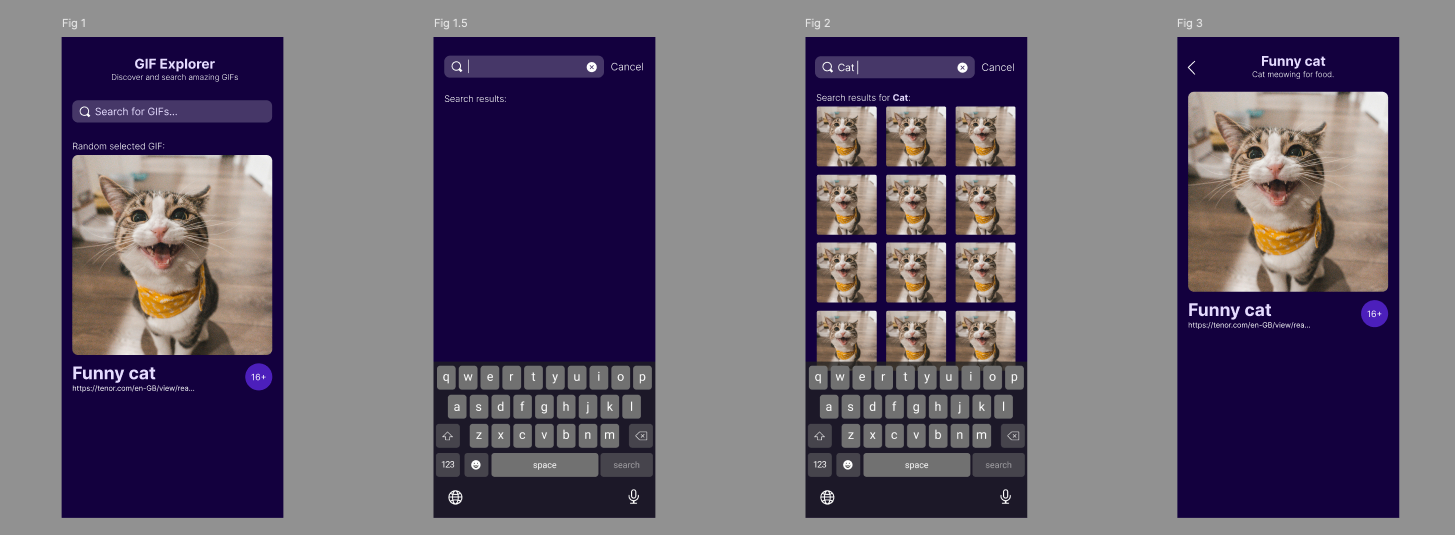 Fig 1
GIF Explorer
Discover and search amazing GIFs
Search for GIFs...
Random selected GIF:
Funny cat
https://tenor.com/en-GB/view/rea...
16+
Fig 1.5
Cancel
Search results:
q w e r t y u i o p
a s d f g h j k l
z x c v b n m
123 space search
Fig 2
Cat
Cancel
Search results for Cat:
q w e r t y u i o p
a s d f g h j k l
z x c v b n m
123 space search
Fig 3
Funny cat
Cat meowing for food.
Funny cat
https://tenor.com/en-GB/view/rea...
16+